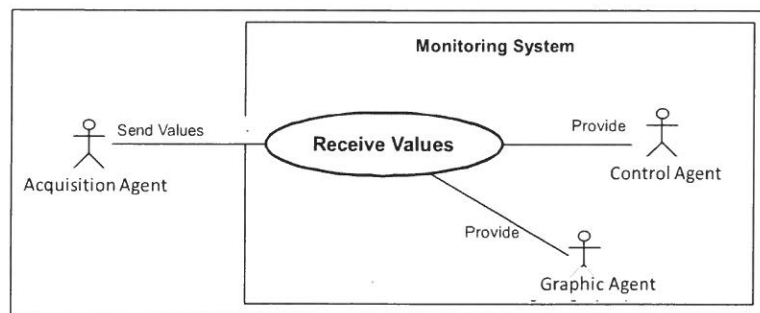 Monitoring System
Send Values
Receive Values
Provide
Acquisition Agent
Control Agent
Provide
Graphic Agent